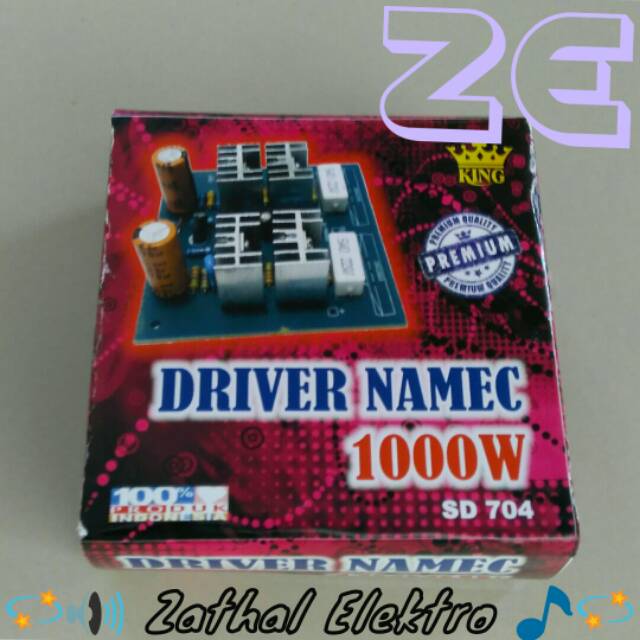 ZE
KING
PREMIUM QUALITY
PREMIUM
PREMIUM QUALITY
DRIVER NAMEC
1000W
100%
PRODUK
INDONESIA
SD 704
DRIVER NAMEC
Zathal Elektro